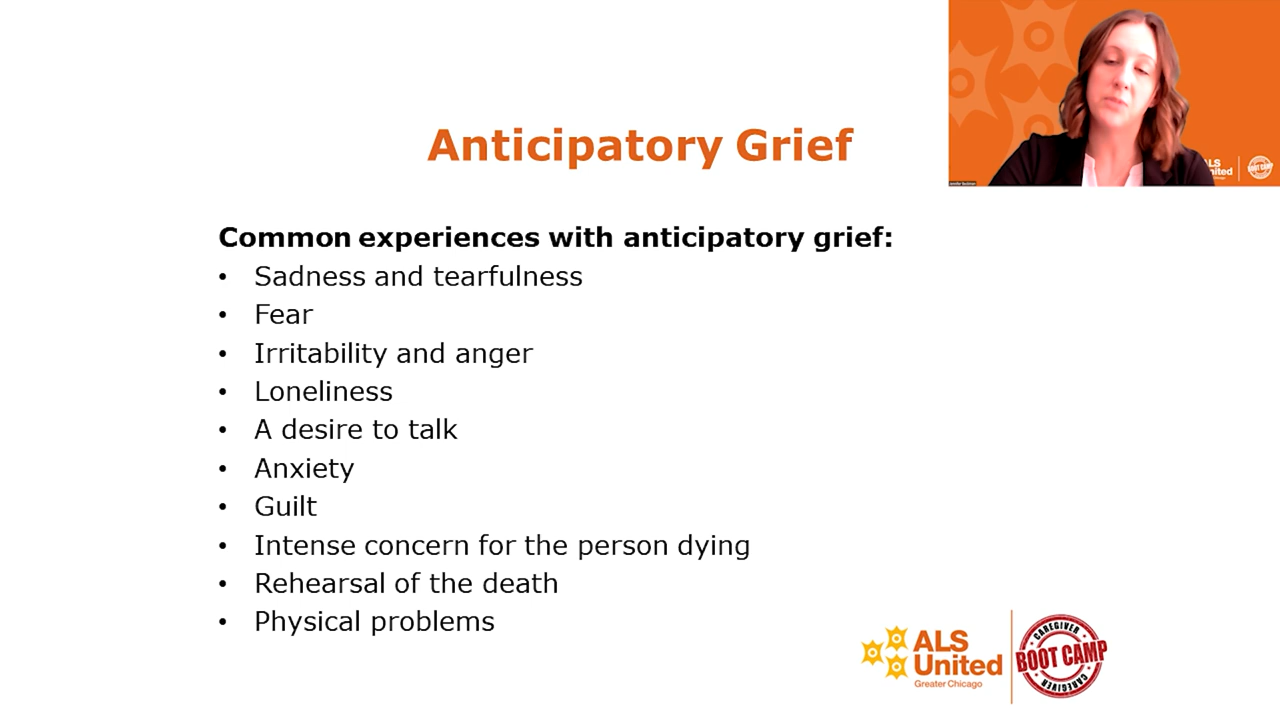 Anticipatory Grief
Common experiences with anticipatory grief:
• Sadness and tearfulness
• Fear
• Irritability and anger
• Loneliness
• A desire to talk
• Anxiety
• Guilt
• Intense concern for the person dying
• Rehearsal of the death
• Physical problems
ALS
United
Greater Chicago
CAREGIVER
BOOT CAMP
CAREGIVER